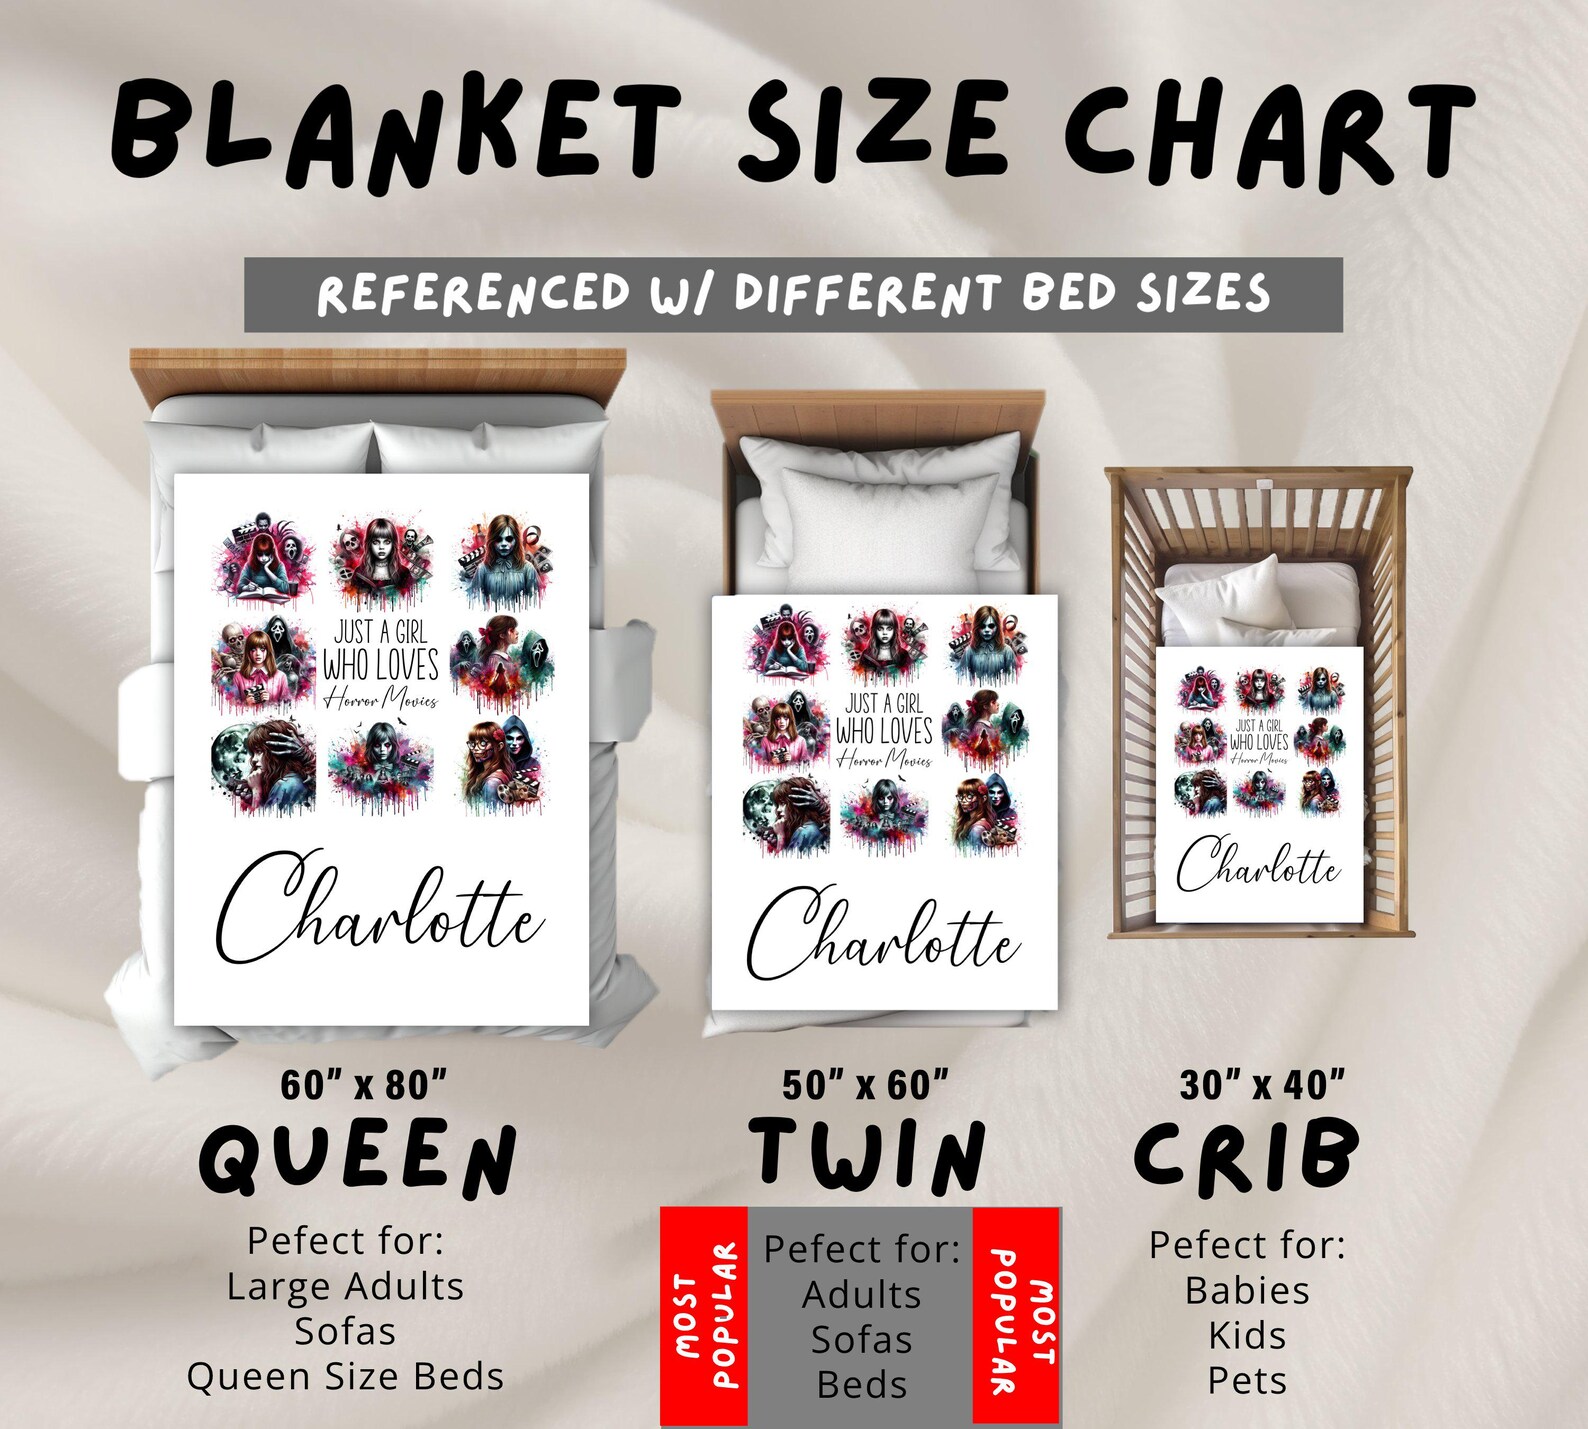 BLANKET SIZE CHART
REFERENCED W/ DIFFERENT BED SIZES
JUST A GIRL
WHO LOVES
Horror Movies
Charlotte
JUST A GIRL
WHO LOVES
Horror Movies
Charlotte
JUST A GIRL
WHO LOVES
Horror Movies
Charlotte
60" x 80"
QUEEN
Pefect for:
Large Adults
Sofas
Queen Size Beds
50" x 60"
TWIN
MOST
POPULAR
Pefect for:
Adults
Sofas
Beds
MOST
POPULAR
30" x 40"
CRIB
Pefect for:
Babies
Kids
Pets